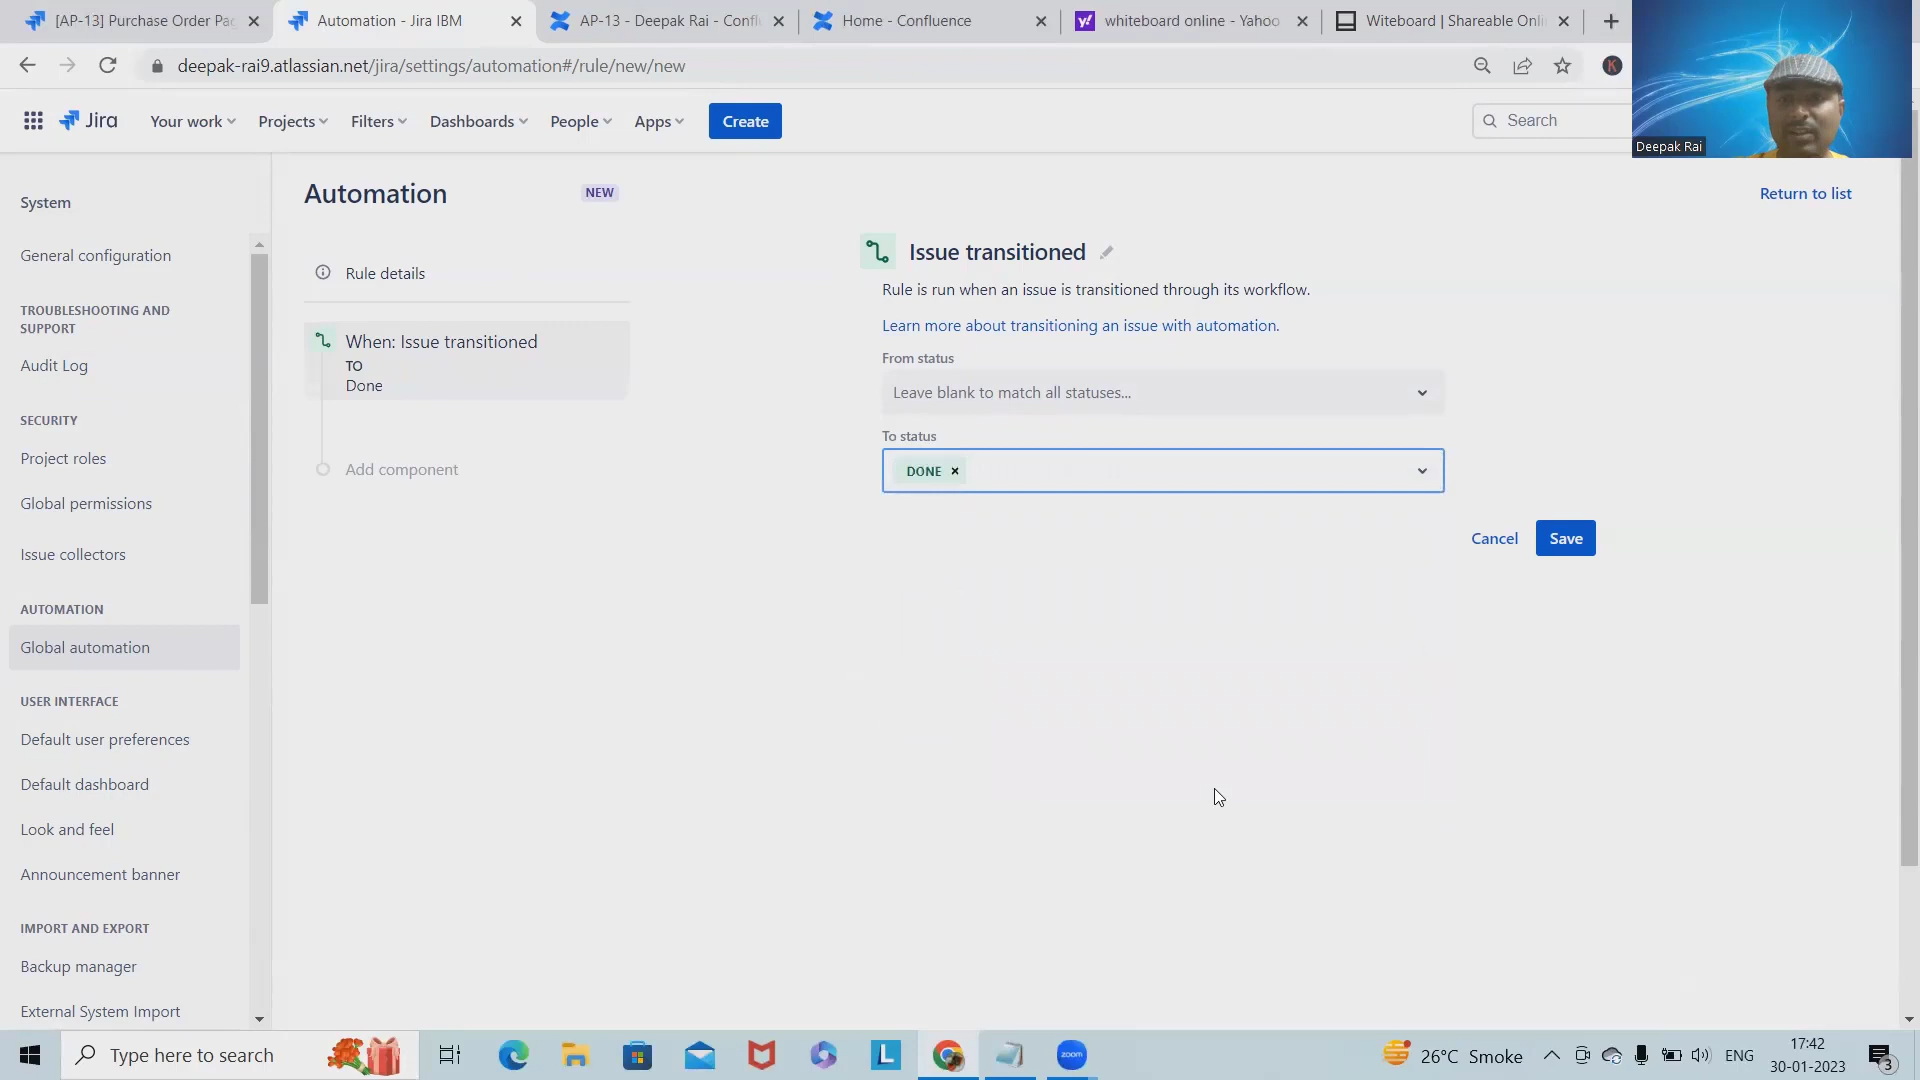 [AP-13] Purchase Order Pag
Automation - Jira IBM
AP-13 - Deepak Rai - Conflu
Home - Confluence
whiteboard online - Yahoo
Witeboard | Shareable Onli
deepak-rai9.atlassian.net/jira/settings/automation#/rule/new/new
K
Jira
Your work
Projects
Filters
Dashboards
People
Apps
Create
Search
Deepak Rai
System
General configuration
TROUBLESHOOTING AND
SUPPORT
Audit Log
SECURITY
Project roles
Global permissions
Issue collectors
AUTOMATION
Global automation
USER INTERFACE
Default user preferences
Default dashboard
Look and feel
Announcement banner
IMPORT AND EXPORT
Backup manager
External System Import
Automation
NEW
Return to list
Rule details
When: Issue transitioned
TO
Done
Add component
Issue transitioned
Rule is run when an issue is transitioned through its workflow.
Learn more about transitioning an issue with automation.
From status
Leave blank to match all statuses...
To status
DONE
Cancel
Save
Type here to search
L
zoom
26°C Smoke
ENG
17:42
30-01-2023
3